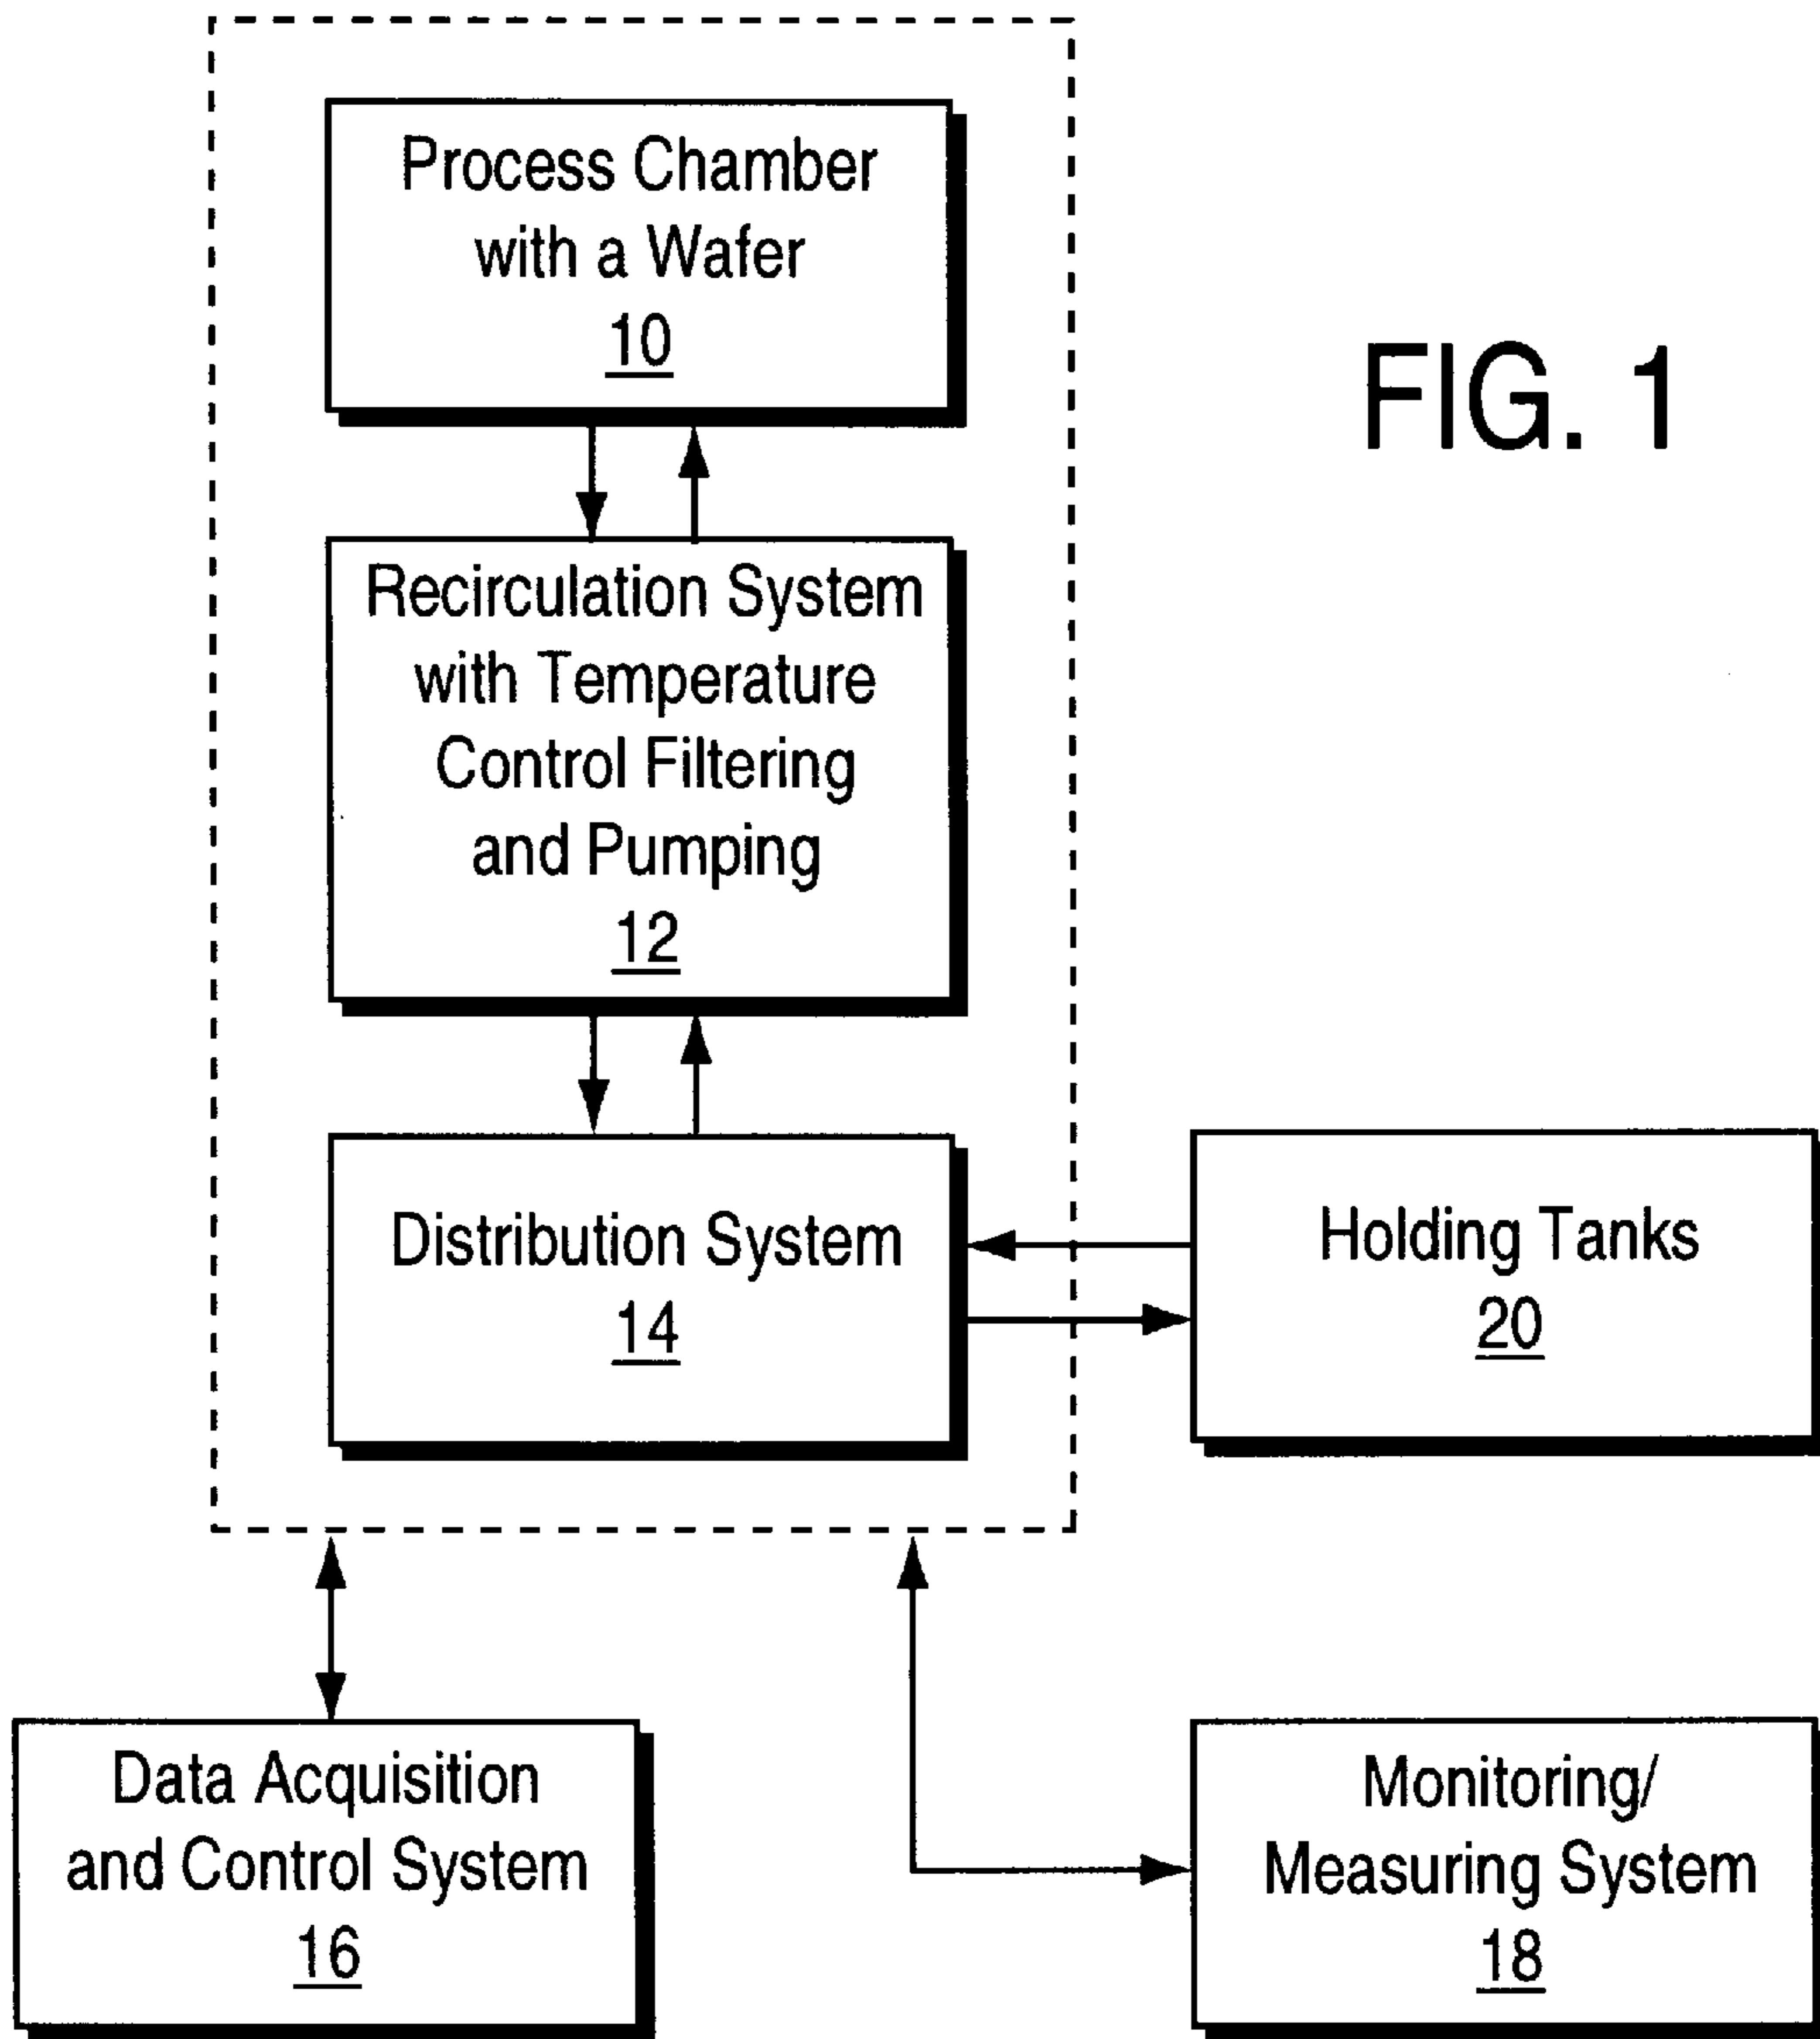 Process Chamber
with a Wafer
10
FIG. 1
Recirculation System
with Temperature
Control Filtering
and Pumping
12
Distribution System
14
Holding Tanks
20
Data Acquisition
and Control System
16
Monitoring/
Measuring System
18